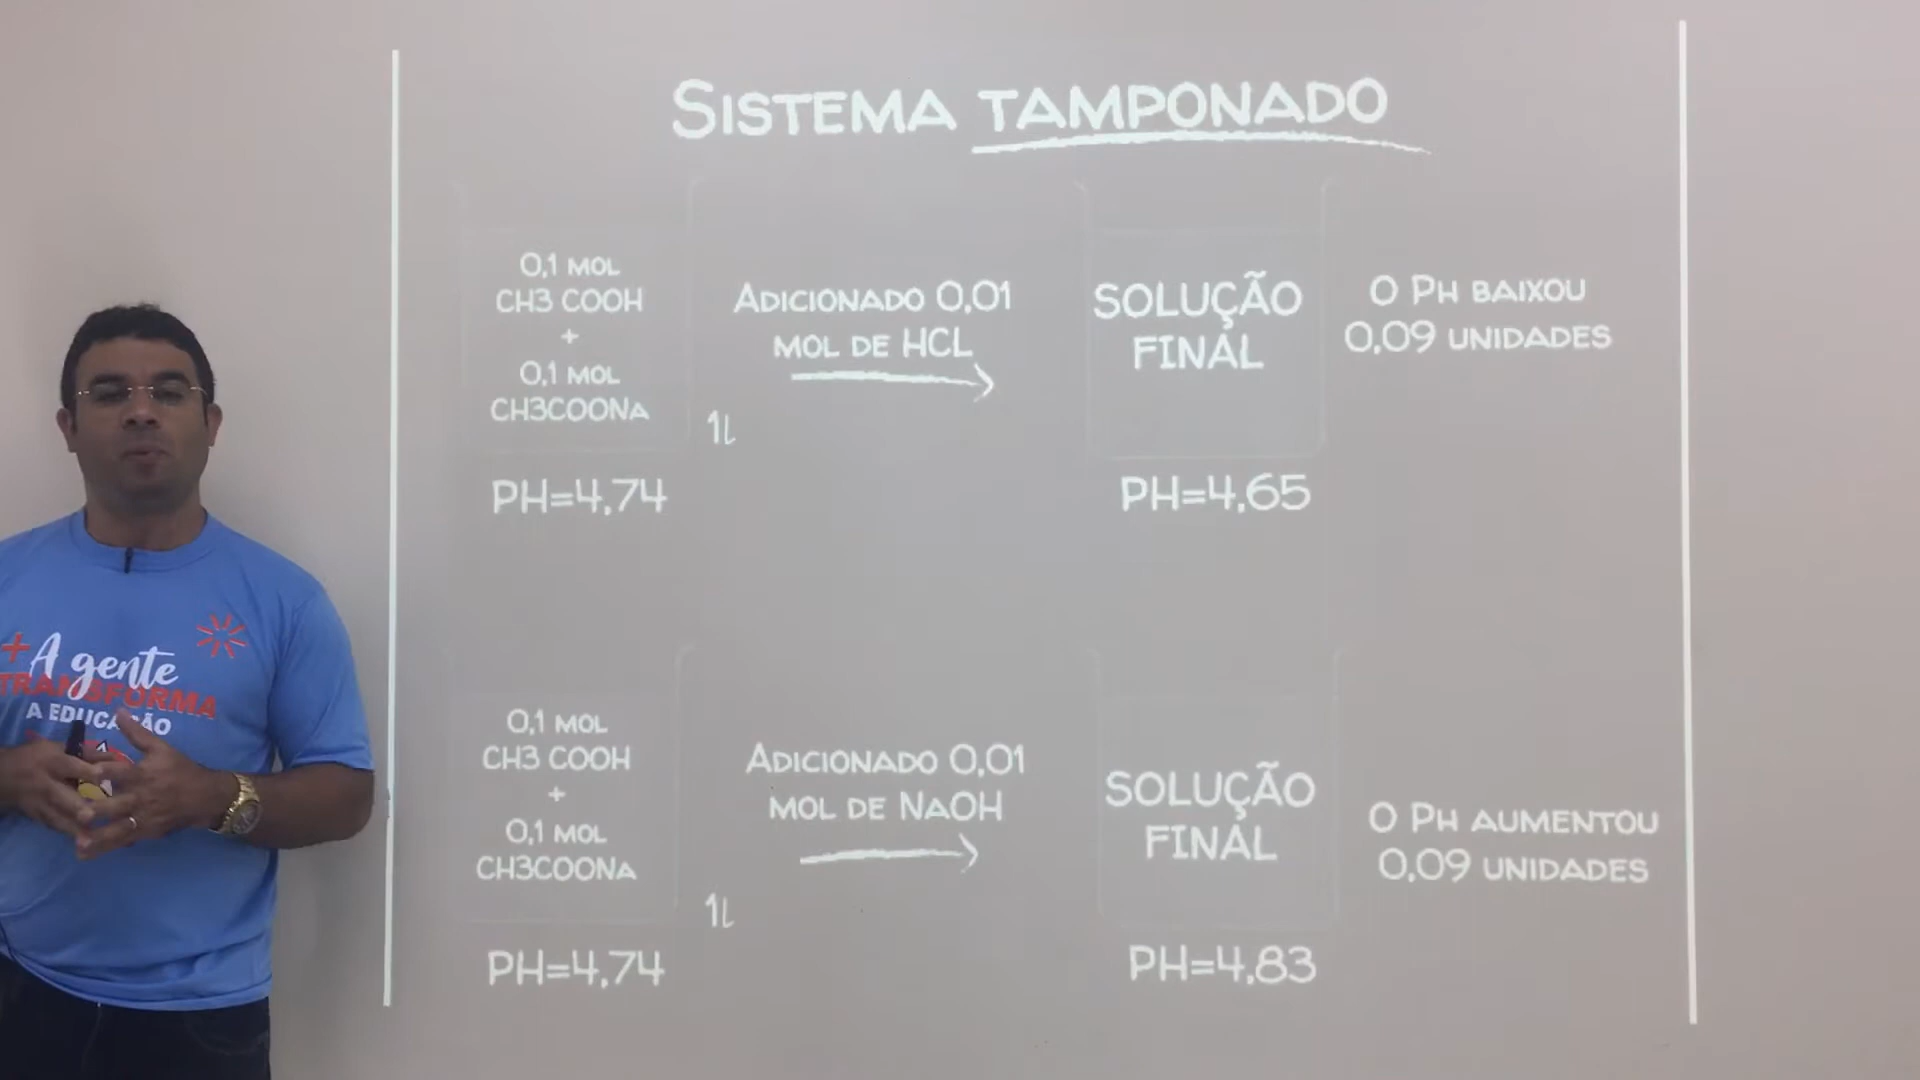 SISTEMA TAMPONADO
0,1 MOL
CH3 COOH
+
0,1 MOL
CH3COONA
1L
PH=4,74
ADICIONADO 0,01
MOL DE HCL
SOLUÇÃO
FINAL
PH=4,65
O PH BAIXOU
0,09 UNIDADES
0,1 MOL
CH3 COOH
+
0,1 MOL
CH3COONA
1L
PH=4,74
ADICIONADO 0,01
MOL DE NAOH
SOLUÇÃO
FINAL
PH=4,83
O PH AUMENTOU
0,09 UNIDADES
+ A gente
TRANSFORMA
A EDUCAÇÃO